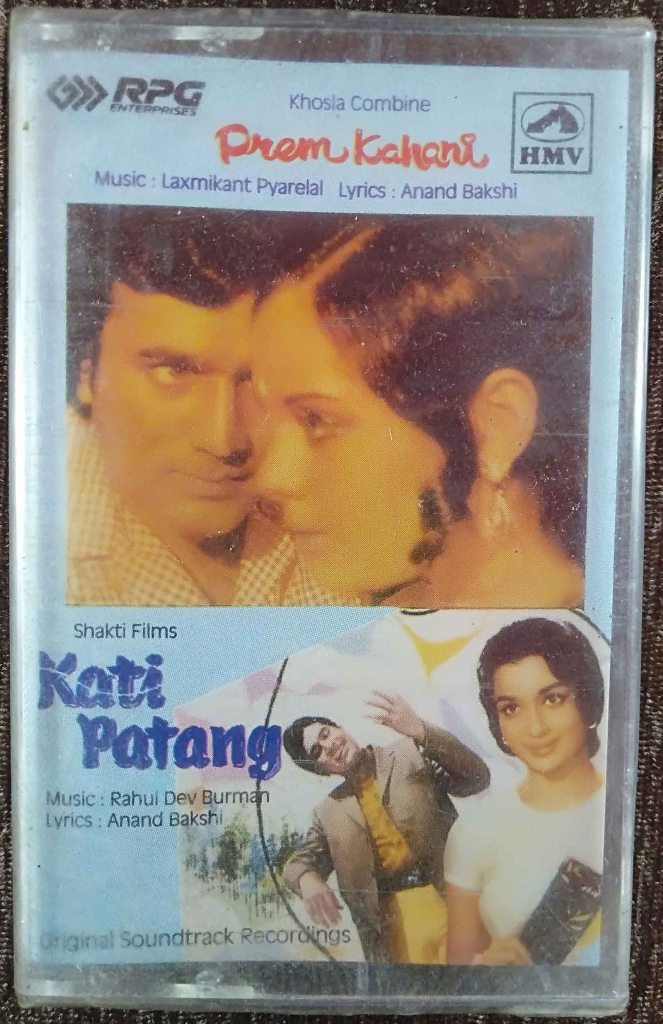 RPG
ENTERPRISES
Khosla Combine
Prem Kahani
HMV
Music : Laxmikant Pyarelal Lyrics : Anand Bakshi
Shakti Films
Kati
Patang
Music : Rahul Dev Burman
Lyrics : Anand Bakshi
Original Soundtrack Recordings